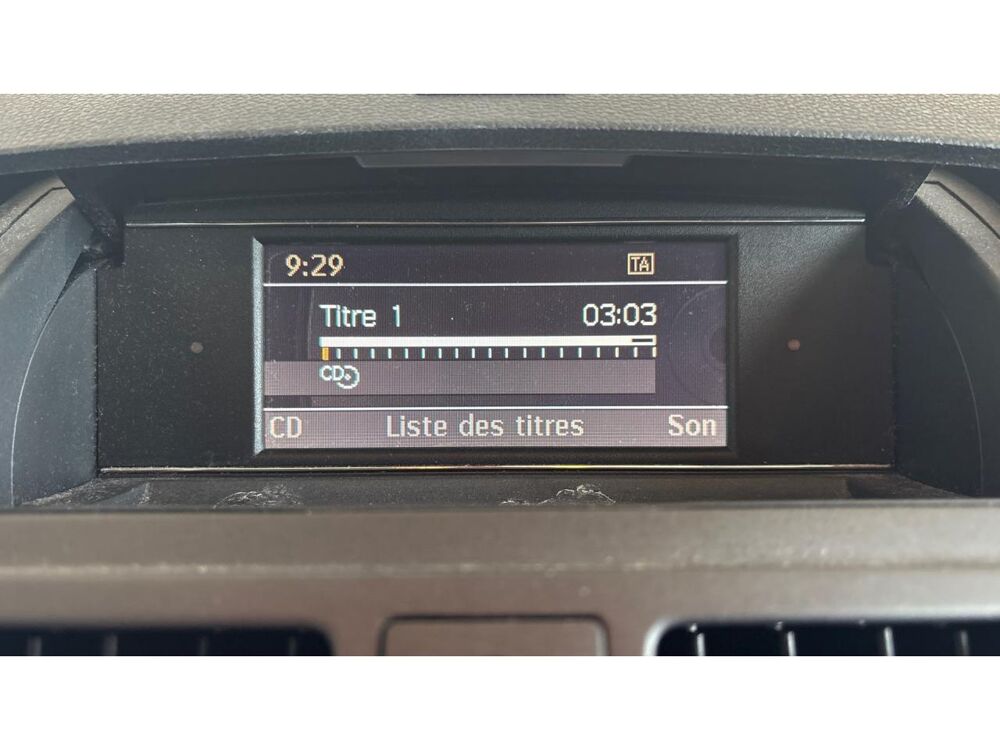 9:29 TA
Titre 1 03:03
CD
CD Liste des titres Son